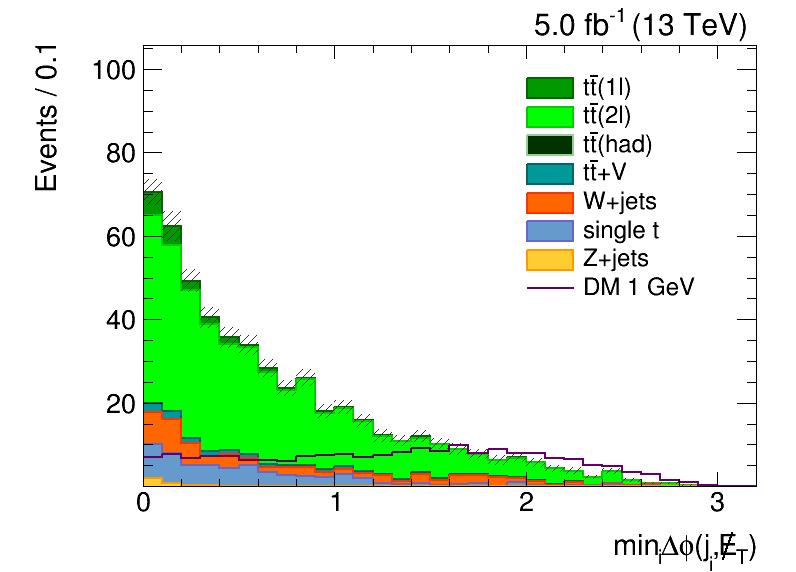 5.0 fb⁻¹ (13 TeV)
Events / 0.1
100
80
60
40
20
tt̄(1l)
tt̄(2l)
tt̄(had)
tt̄+V
W+jets
single t
Z+jets
DM 1 GeV
0 1 2 3
minᵢΔϕ(jᵢ,E̸_T)